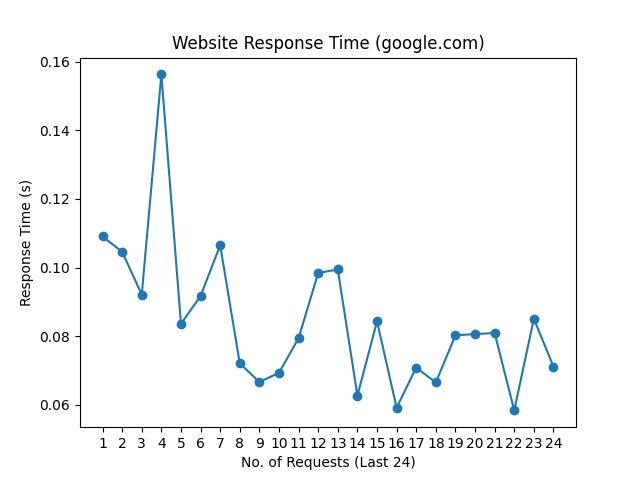 Website Response Time (google.com)
0.16
0.14
0.12
0.10
0.08
0.06
Response Time (s)
1 2 3 4 5 6 7 8 9 10 11 12 13 14 15 16 17 18 19 20 21 22 23 24
No. of Requests (Last 24)